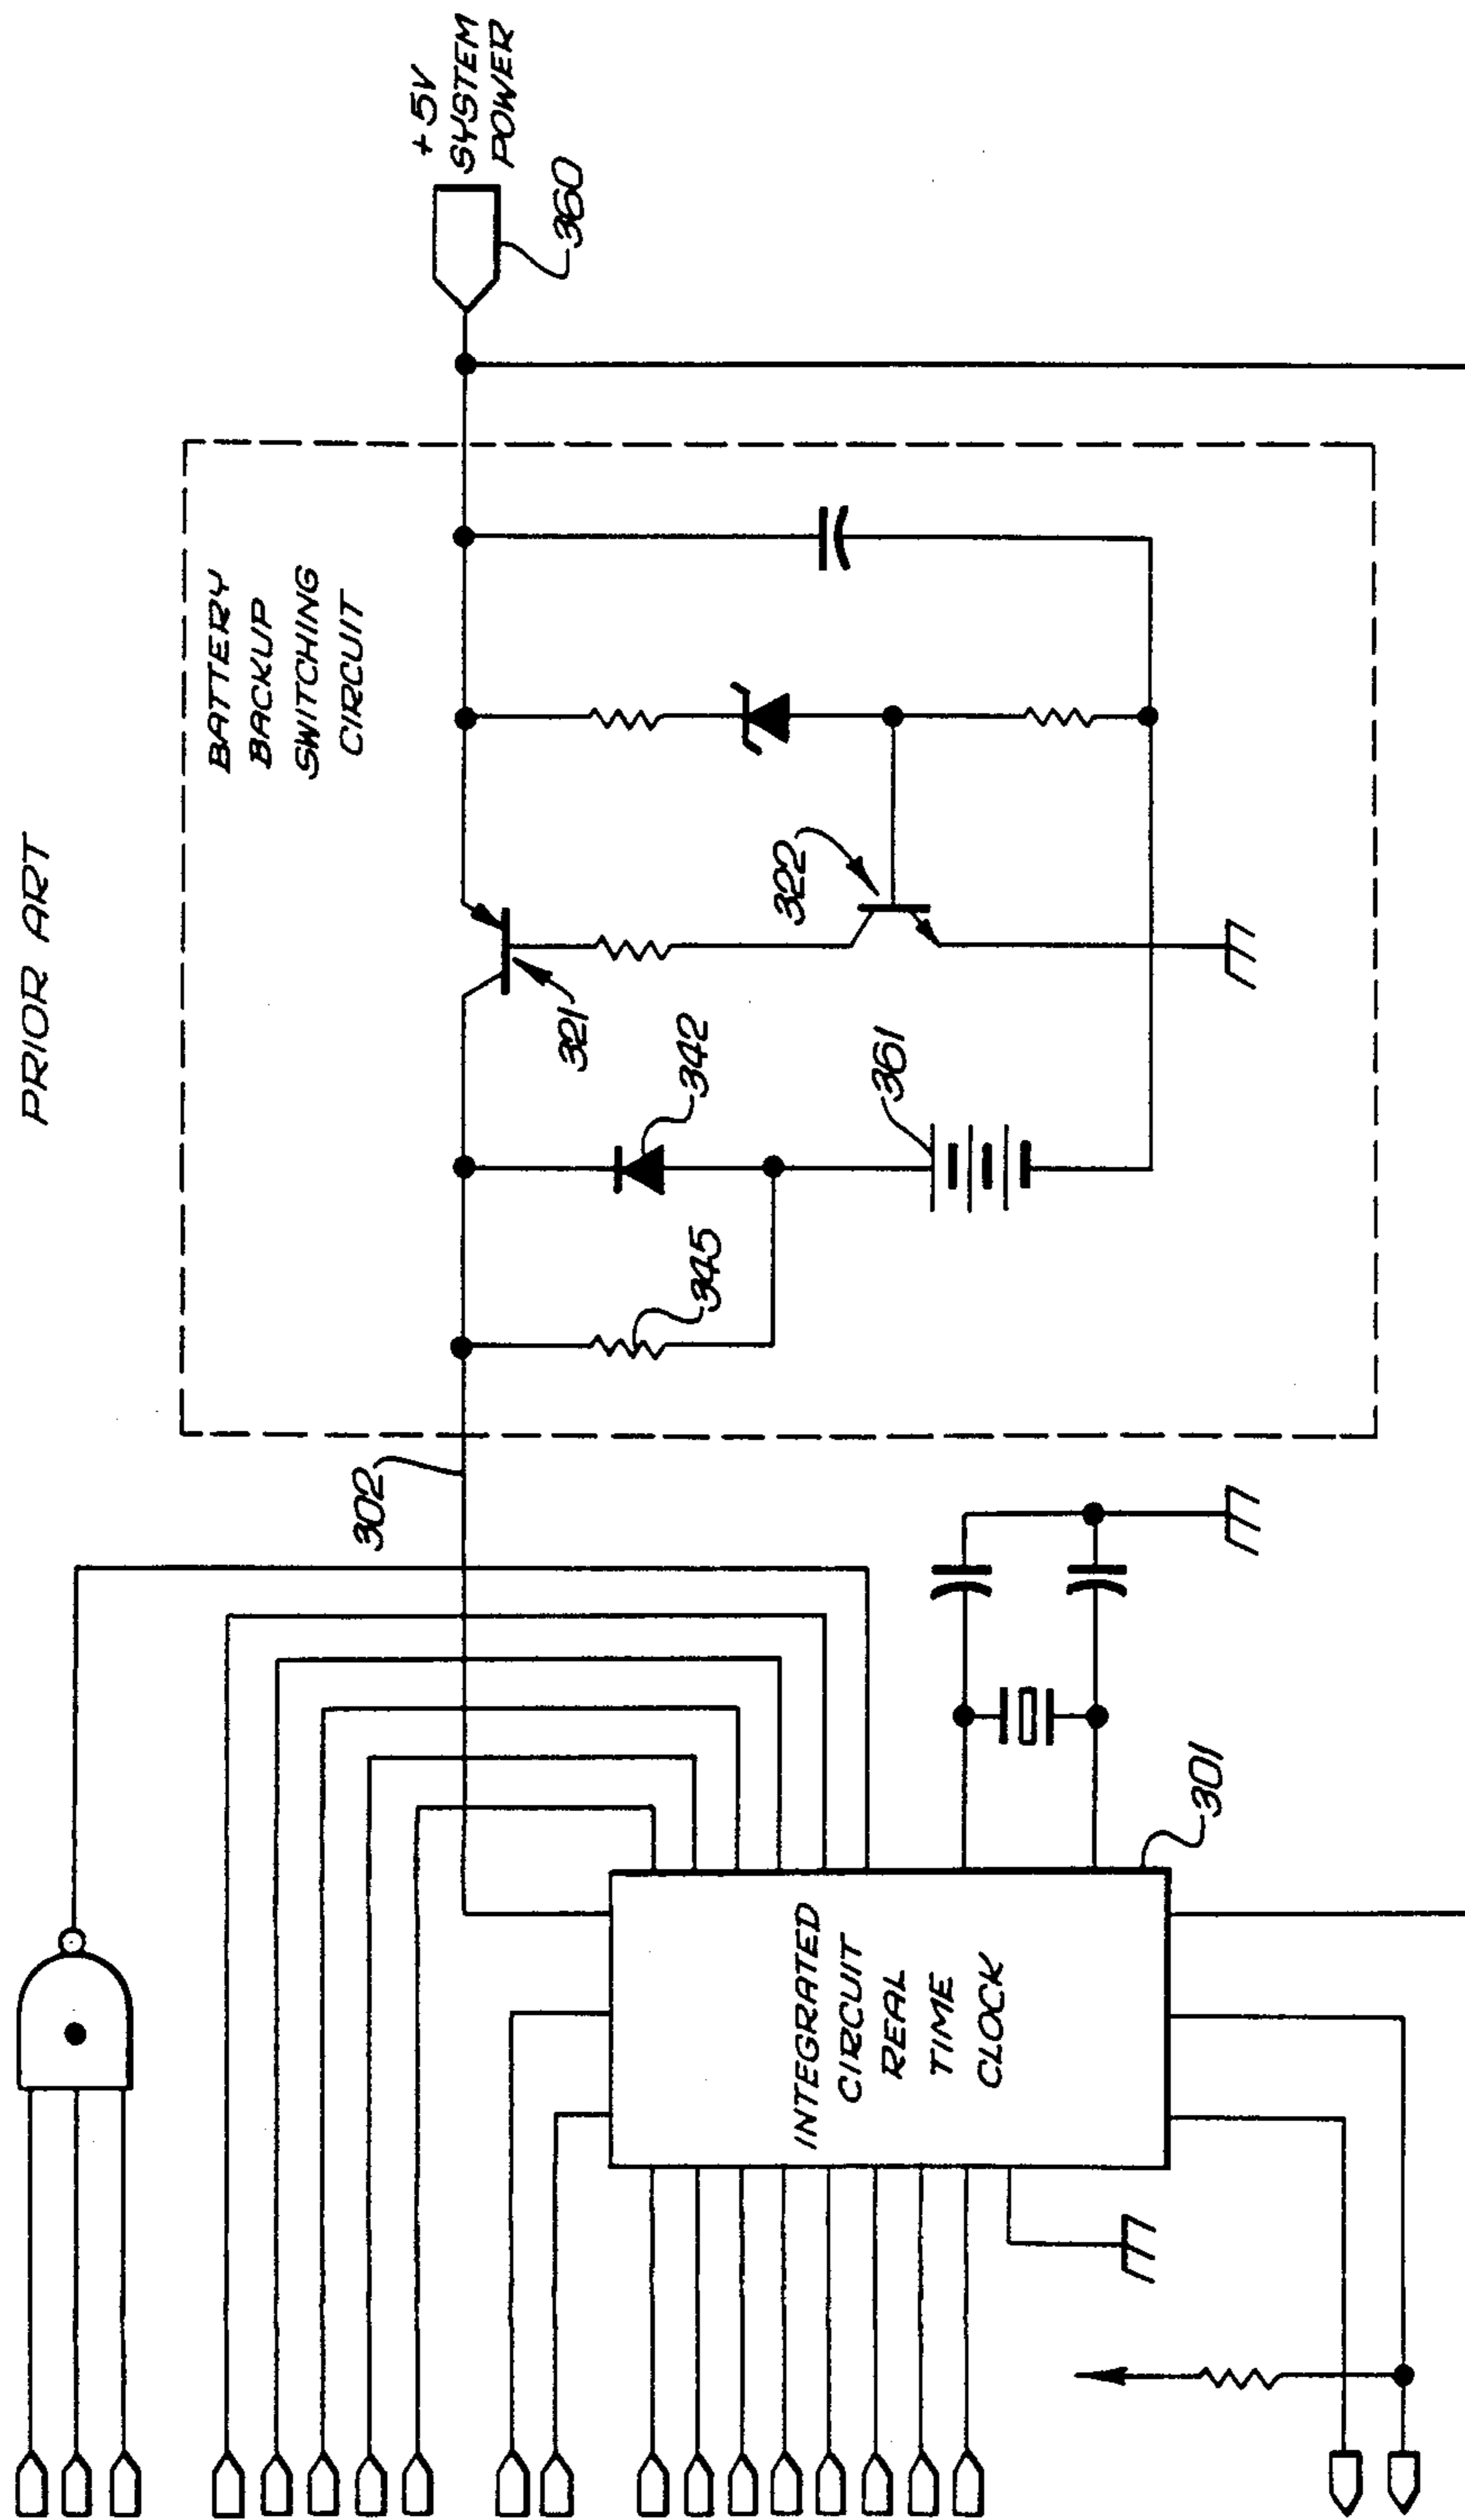 PRIOR ART
BATTERY
BACKUP
SWITCHING
CIRCUIT
+5V
SYSTEM
POWER
360
322
321
342
361
345
302
301
INTEGRATED
CIRCUIT
REAL
TIME
CLOCK